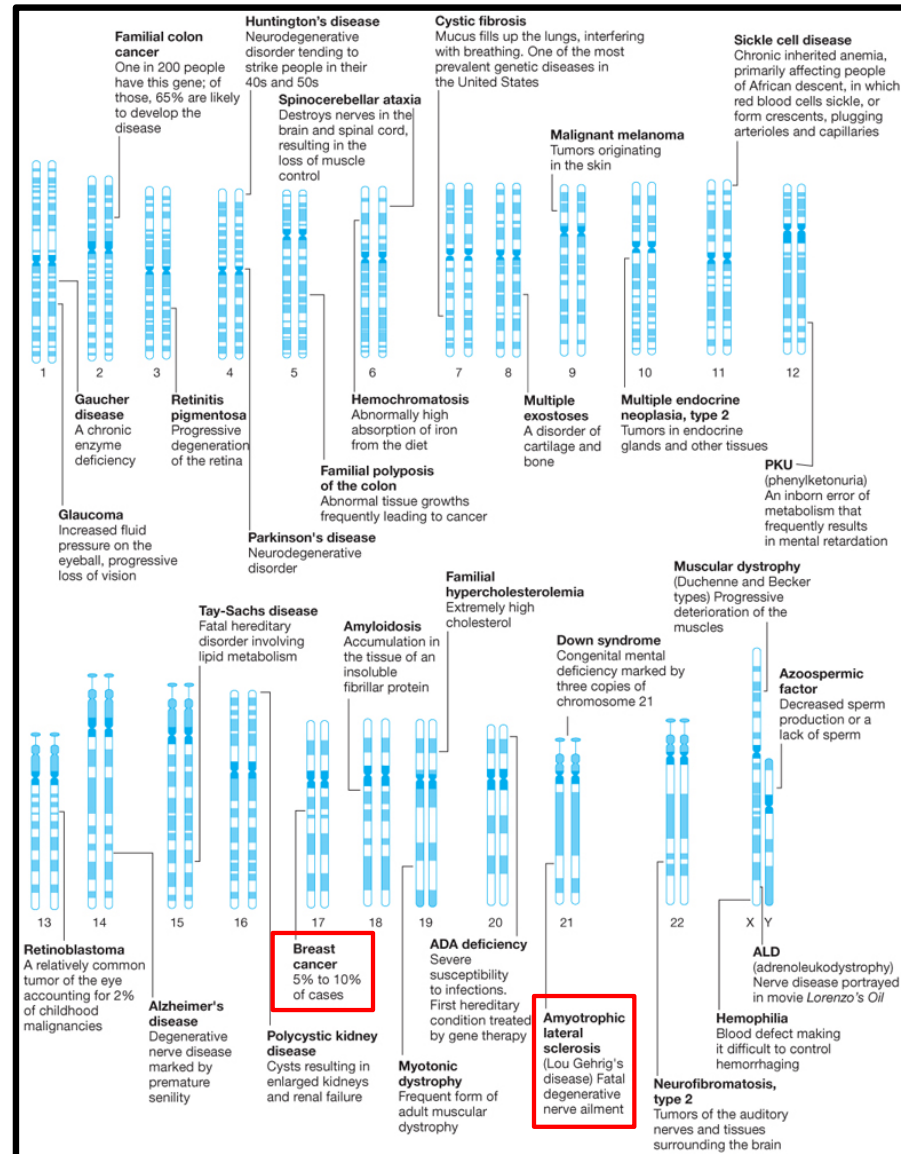 Familial colon
cancer
One in 200 people
have this gene; of
those, 65% are likely
to develop the
disease
Huntington's disease
Neurodegenerative
disorder tending to
strike people in their
40s and 50s
Spinocerebellar ataxia
Destroys nerves in the
brain and spinal cord,
resulting in the
loss of muscle
control
Cystic fibrosis
Mucus fills up the lungs, interfering
with breathing. One of the most
prevalent genetic diseases in
the United States
Malignant melanoma
Tumors originating
in the skin
Sickle cell disease
Chronic inherited anemia,
primarily affecting people
of African descent, in which
red blood cells sickle, or
form crescents, plugging
arterioles and capillaries
1 2 3 4 5 6 7 8 9 10 11 12
Gaucher
disease
A chronic
enzyme
deficiency
Retinitis
pigmentosa
Progressive
degeneration
of the retina
Hemochromatosis
Abnormally high
absorption of iron
from the diet
Multiple
exostoses
A disorder of
cartilage and
bone
Multiple endocrine
neoplasia, type 2
Tumors in endocrine
glands and other tissues
Glaucoma
Increased fluid
pressure on the
eyeball, progressive
loss of vision
Parkinson's disease
Neurodegenerative
disorder
Familial polyposis
of the colon
Abnormal tissue growths
frequently leading to cancer
PKU
(phenylketonuria)
An inborn error of
metabolism that
frequently results
in mental retardation
Tay-Sachs disease
Fatal hereditary
disorder involving
lipid metabolism
Amyloidosis
Accumulation in
the tissue of an
insoluble
fibrillar protein
Familial
hypercholesterolemia
Extremely high
cholesterol
Down syndrome
Congenital mental
deficiency marked by
three copies of
chromosome 21
Muscular dystrophy
(Duchenne and Becker
types) Progressive
deterioration of the
muscles
Azoospermic
factor
Decreased sperm
production or a
lack of sperm
13 14 15 16 17 18 19 20 21 22 X Y
Retinoblastoma
A relatively common
tumor of the eye
accounting for 2%
of childhood
malignancies
Alzheimer's
disease
Degenerative
nerve disease
marked by
premature
senility
Polycystic kidney
disease
Cysts resulting in
enlarged kidneys
and renal failure
Breast
cancer
5% to 10%
of cases
Myotonic
dystrophy
Frequent form of
adult muscular
dystrophy
ADA deficiency
Severe
susceptibility
to infections.
First hereditary
condition treated
by gene therapy
Amyotrophic
lateral
sclerosis
(Lou Gehrig's
disease) Fatal
degenerative
nerve ailment
Neurofibromatosis,
type 2
Tumors of the auditory
nerves and tissues
surrounding the brain
Hemophilia
Blood defect making
it difficult to control
hemorrhaging
ALD
(adrenoleukodystrophy)
Nerve disease portrayed
in movie Lorenzo's Oil